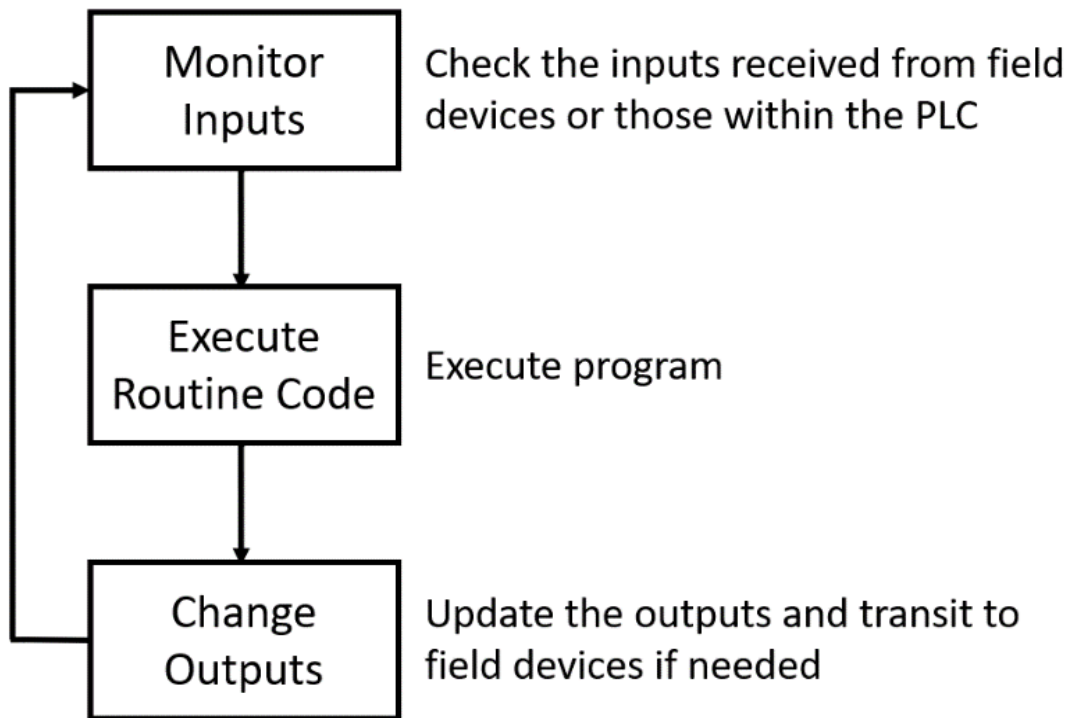 Monitor
Inputs
Check the inputs received from field
devices or those within the PLC
Execute
Routine Code
Execute program
Change
Outputs
Update the outputs and transit to
field devices if needed